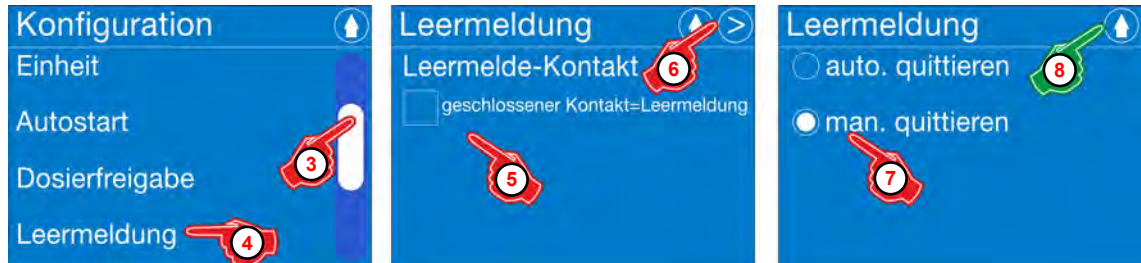 Konfiguration
Einheit
Autostart
Dosierfreigabe
Leermeldung
3
4
Leermeldung >
Leermelde-Kontakt
geschlossener Kontakt=Leermeldung
6
5
Leermeldung
auto. quittieren
man. quittieren
8
7